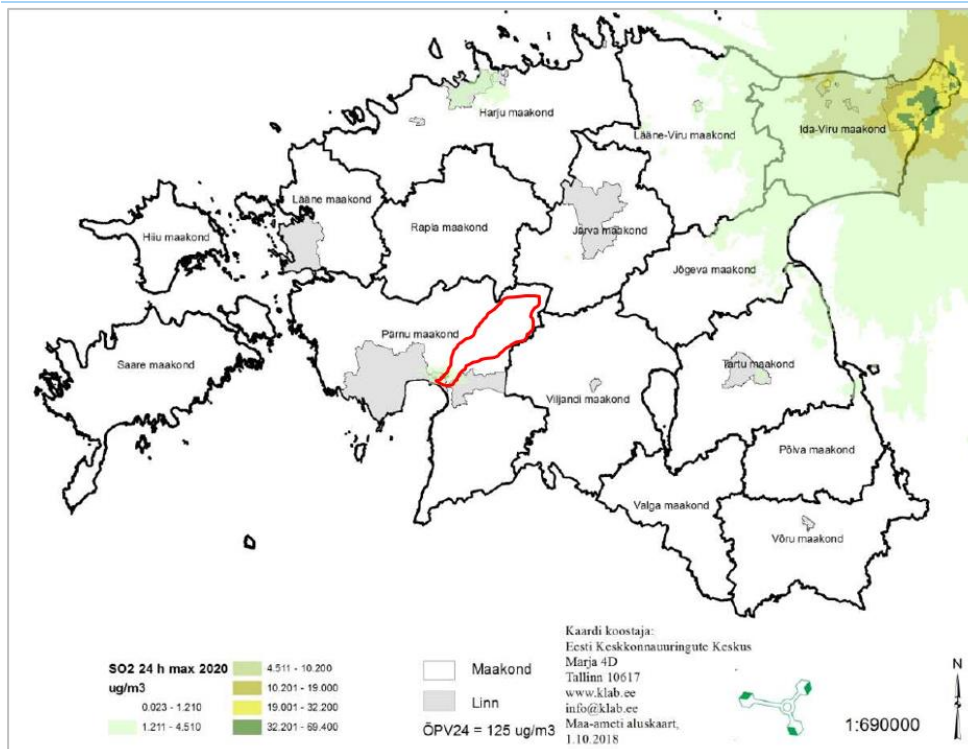 Harju maakond
Lääne-Viru maakond
Ida-Viru maakond
Lääne maakond
Hiiu maakond
Rapla maakond
Järva maakond
Jõgeva maakond
Pärnu maakond
Saare maakond
Tartu maakond
Viljandi maakond
Põlva maakond
Valga maakond
Võru maakond
SO2 24 h max 2020
ug/m3
0.023 - 1.210
1.211 - 4.510
4.511 - 10.200
10.201 - 19.000
19.001 - 32.200
32.201 - 69.400
Maakond
Linn
ÕPV24 = 125 ug/m3
Kaardi koostaja:
Eesti Keskkonnauuringute Keskus
Marja 4D
Tallinn 10617
www.klab.ee
info@klab.ee
Maa-ameti aluskaart,
1.10.2018
N
1:690000